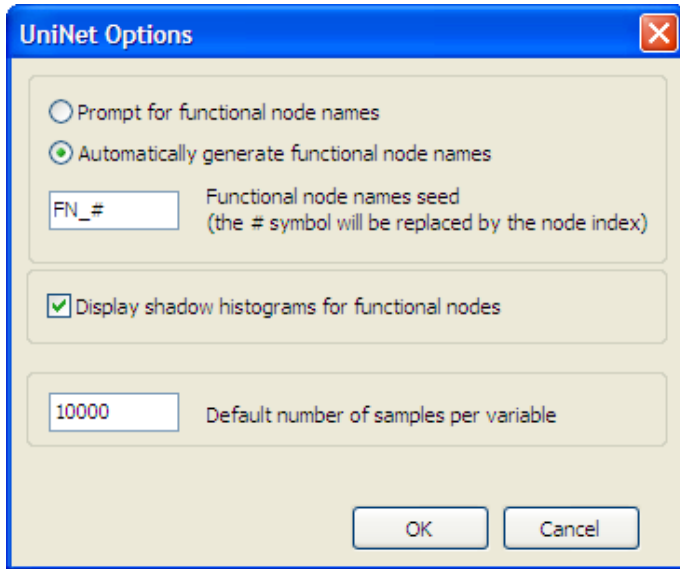 UniNet Options
Prompt for functional node names
Automatically generate functional node names
FN_# Functional node names seed
(the # symbol will be replaced by the node index)
Display shadow histograms for functional nodes
10000 Default number of samples per variable
OK Cancel